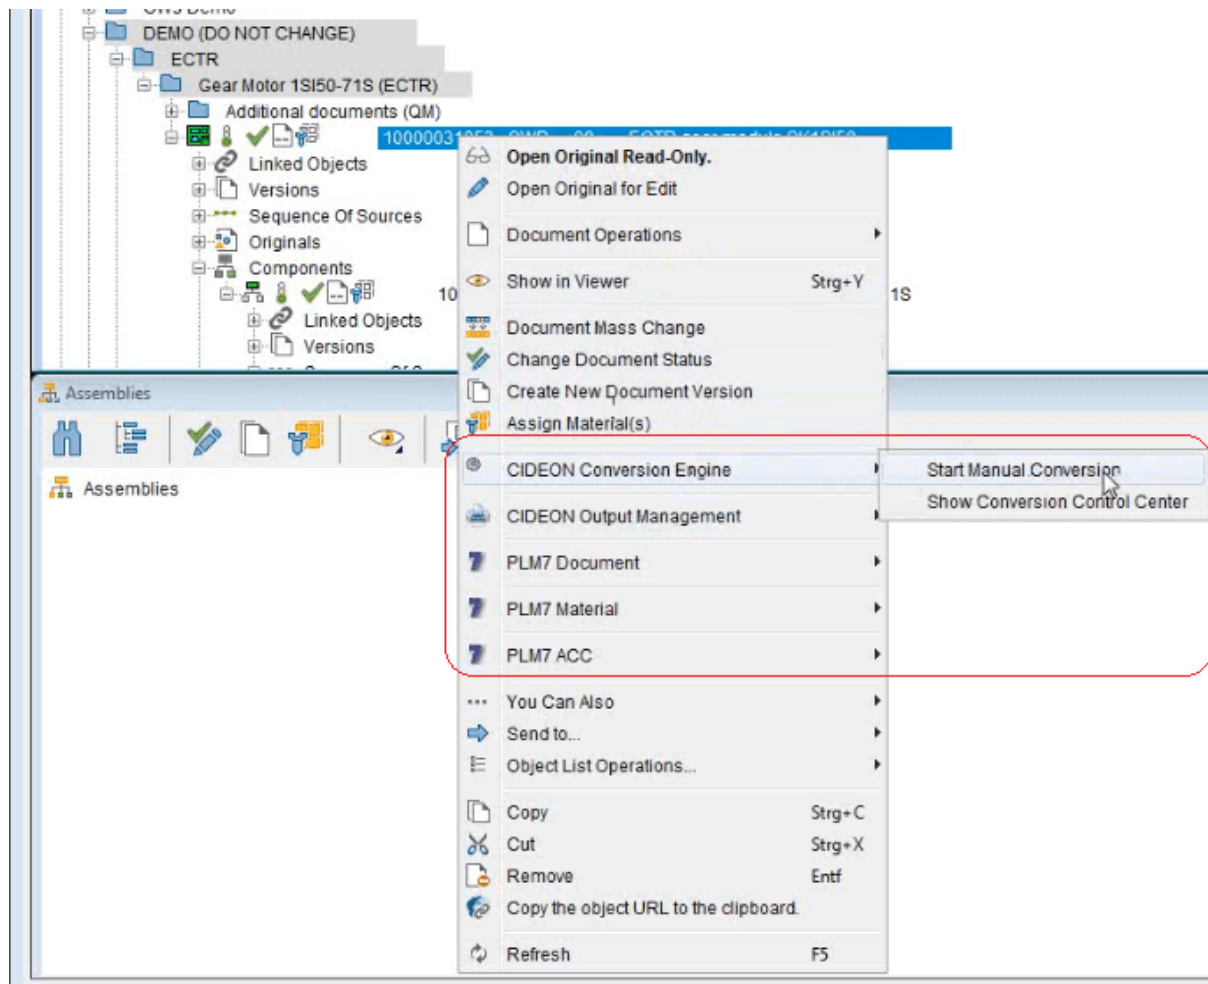 DEMO (DO NOT CHANGE)
ECTR
Gear Motor 1SI50-71S (ECTR)
Additional documents (QM)
Linked Objects
Versions
Sequence Of Sources
Originals
Components
10
1S
Linked Objects
Versions
Open Original Read-Only.
Open Original for Edit
Document Operations
Show in Viewer Strg+Y
Document Mass Change
Change Document Status
Create New Document Version
Assign Material(s)
CIDEON Conversion Engine
Start Manual Conversion
Show Conversion Control Center
CIDEON Output Management
PLM7 Document
PLM7 Material
PLM7 ACC
You Can Also
Send to...
Object List Operations...
Copy Strg+C
Cut Strg+X
Remove Entf
Copy the object URL to the clipboard.
Refresh F5
Assemblies
Assemblies